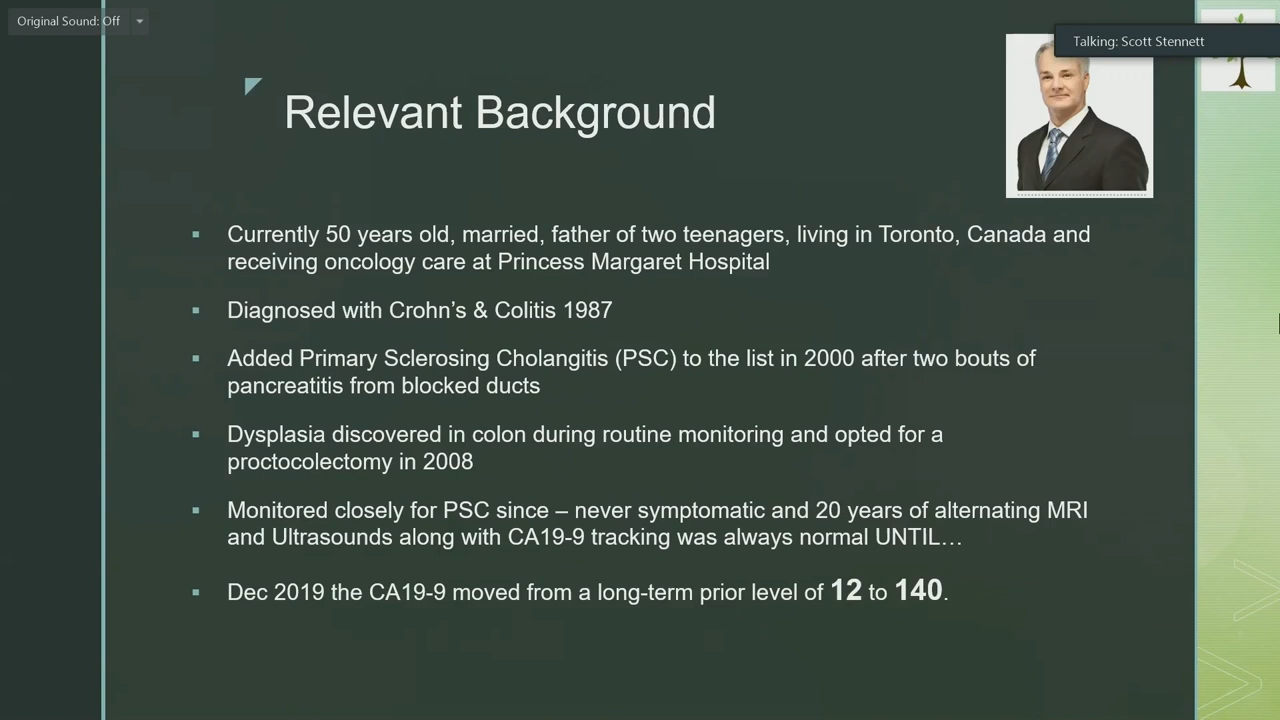 Original Sound: Off
Talking: Scott Stennett
Relevant Background
Currently 50 years old, married, father of two teenagers, living in Toronto, Canada and
receiving oncology care at Princess Margaret Hospital
Diagnosed with Crohn’s & Colitis 1987
Added Primary Sclerosing Cholangitis (PSC) to the list in 2000 after two bouts of
pancreatitis from blocked ducts
Dysplasia discovered in colon during routine monitoring and opted for a
proctocolectomy in 2008
Monitored closely for PSC since – never symptomatic and 20 years of alternating MRI
and Ultrasounds along with CA19-9 tracking was always normal UNTIL…
Dec 2019 the CA19-9 moved from a long-term prior level of 12 to 140.